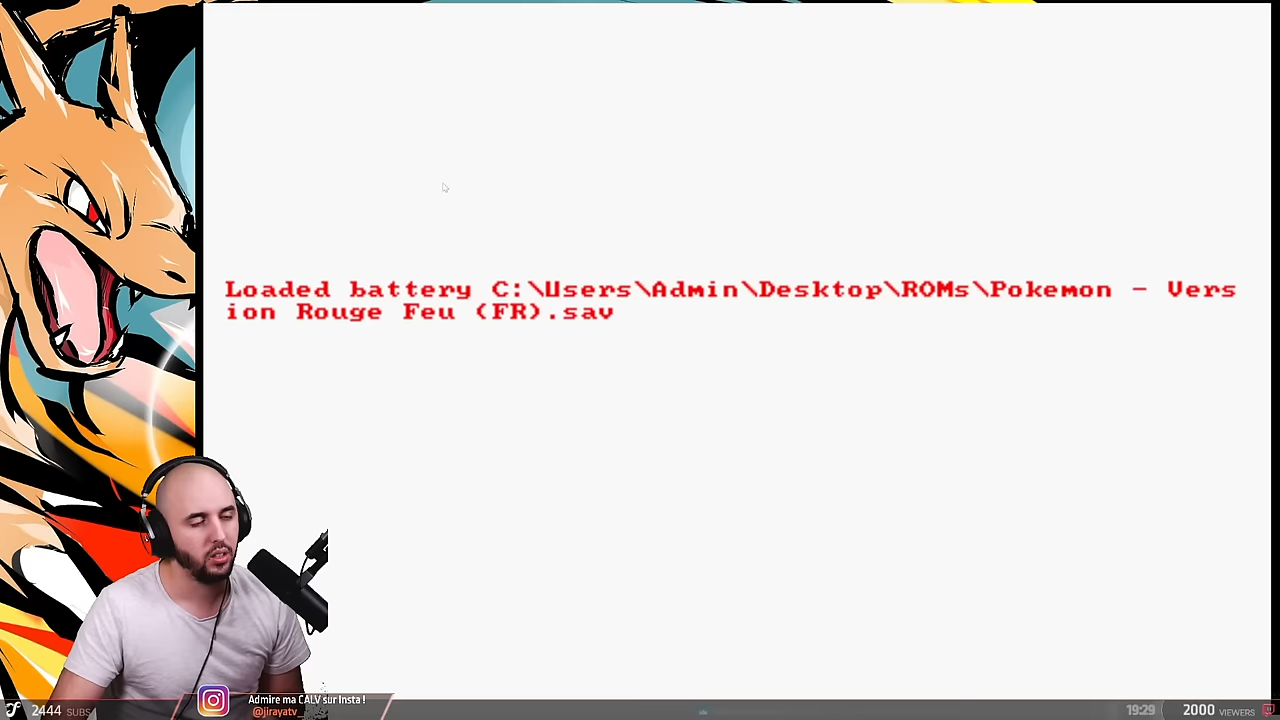 Loaded battery C:\Users\Admin\Desktop\ROMs\Pokemon - Vers
ion Rouge Feu (FR).sav
2444 SUBS
Admire ma CALV sur Insta !
@jirayatv
19:29
2000 VIEWERS